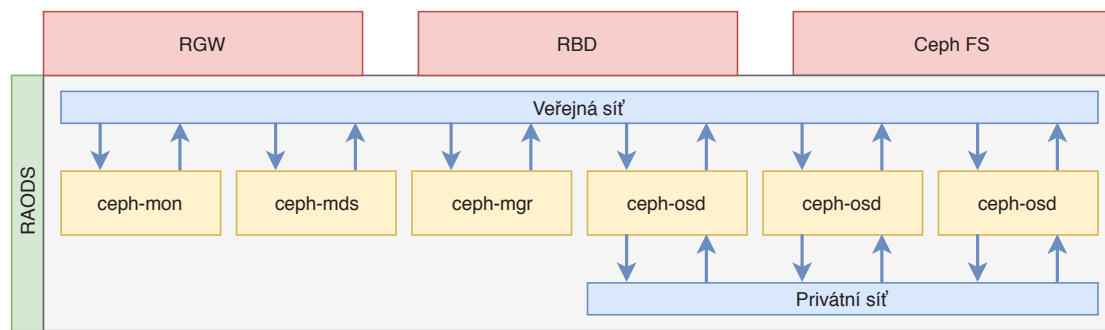 RGW
RBD
Ceph FS
RAODS
Veřejná síť
ceph-mon
ceph-mds
ceph-mgr
ceph-osd
ceph-osd
ceph-osd
Privátní síť